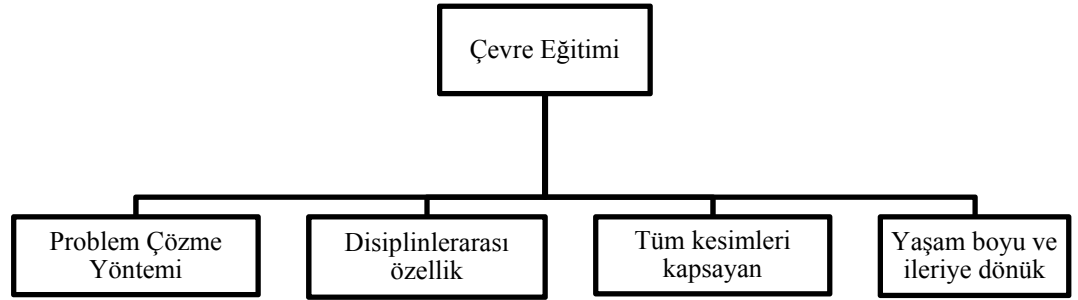 Çevre Eğitimi
Problem Çözme
Yöntemi
Disiplinlerarası
özellik
Tüm kesimleri
kapsayan
Yaşam boyu ve
ileriye dönük